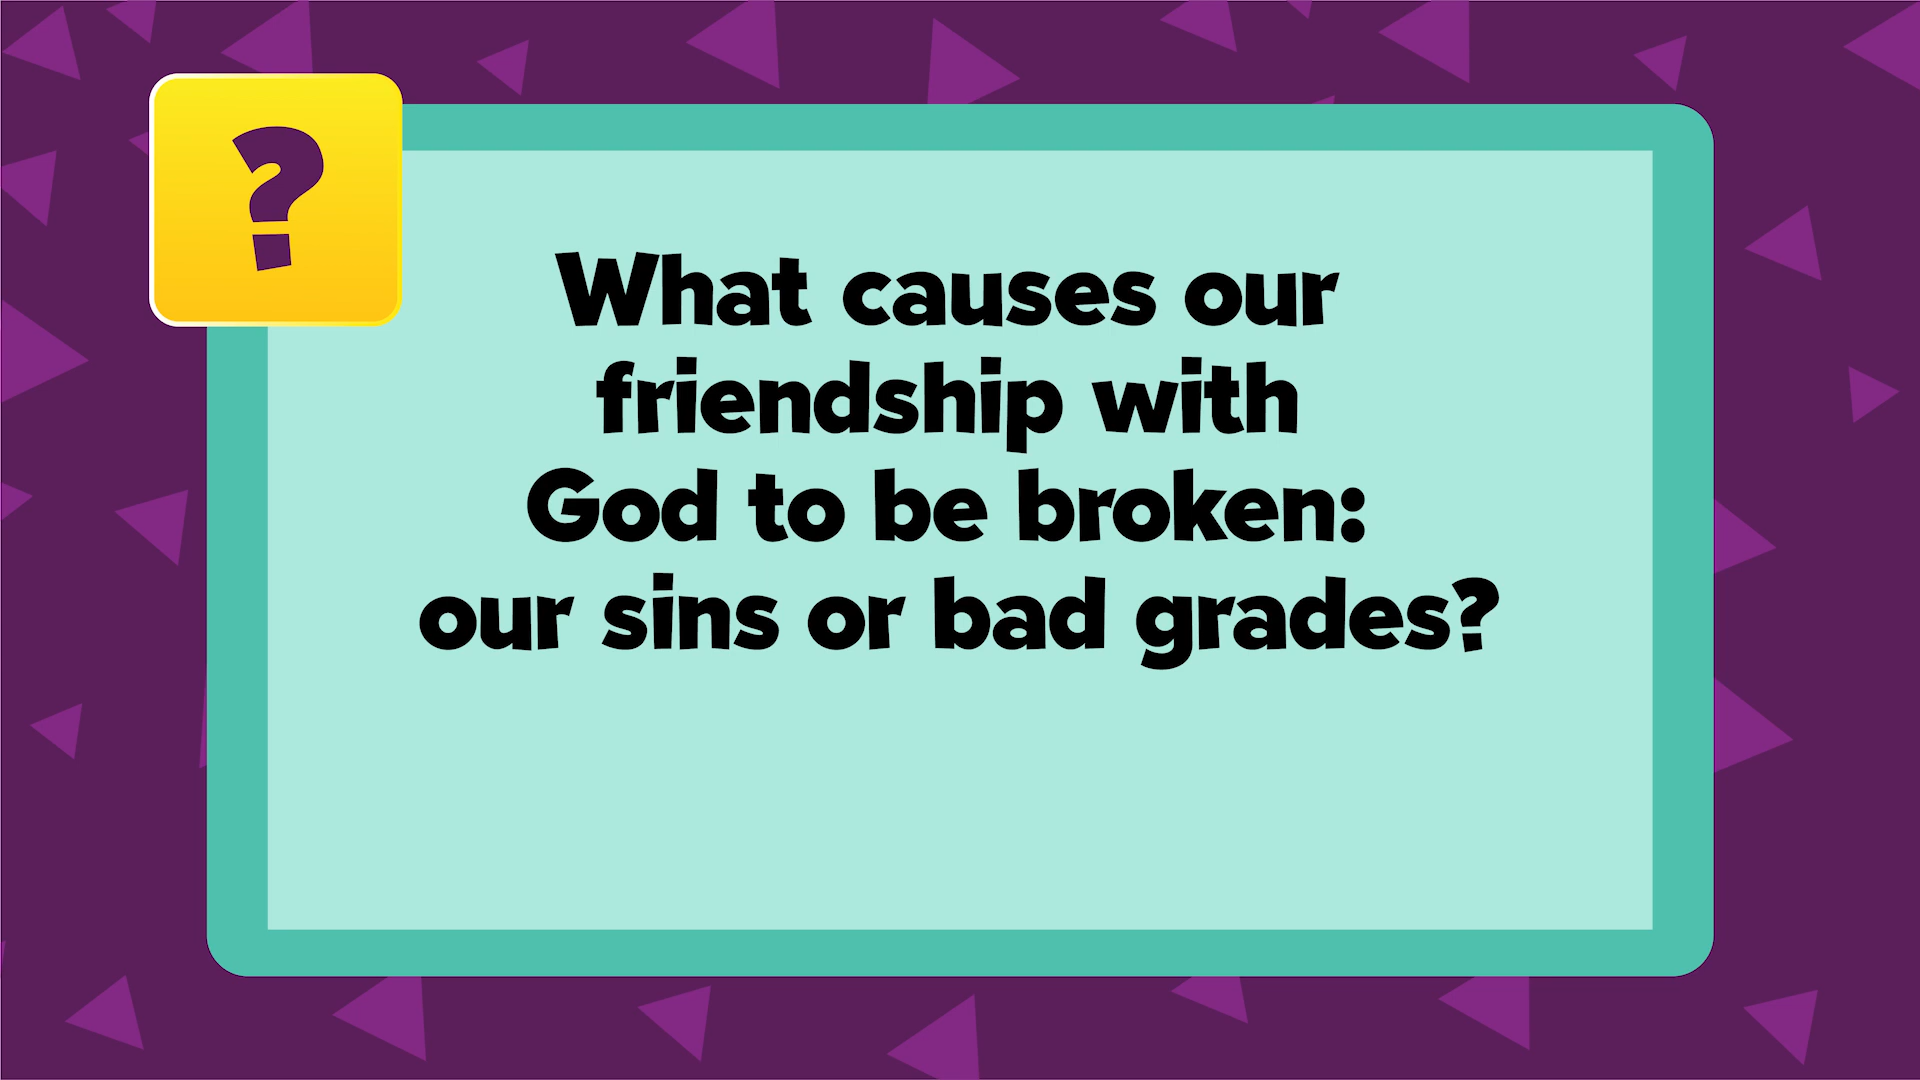 ?
What causes our
friendship with
God to be broken:
our sins or bad grades?